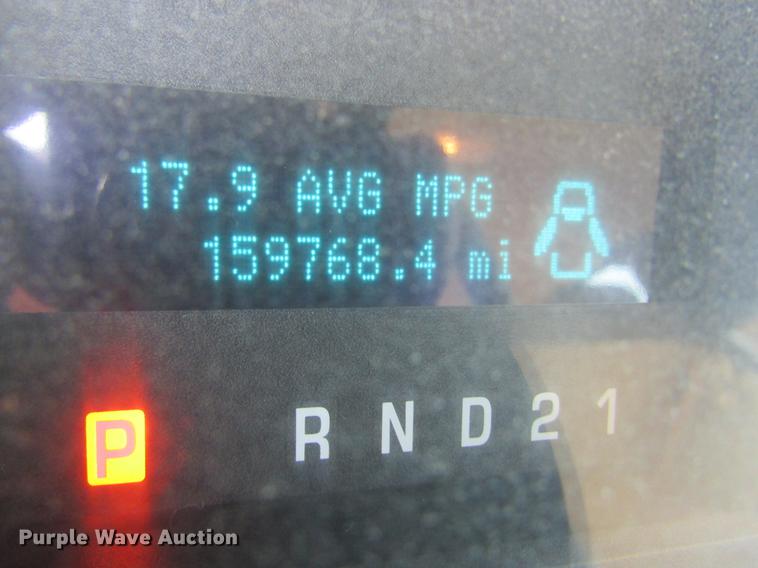 17.9 AVG MPG
159768.4 mi
P R N D 2 1
Purple Wave Auction